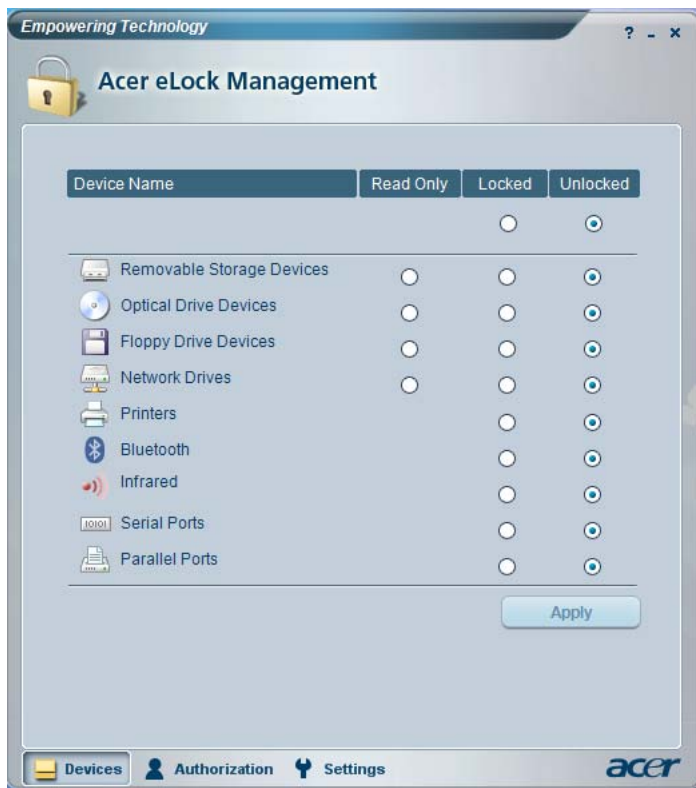 Empowering Technology
? - ×
Acer eLock Management
Device Name Read Only Locked Unlocked
Removable Storage Devices
Optical Drive Devices
Floppy Drive Devices
Network Drives
Printers
Bluetooth
Infrared
10101 Serial Ports
Parallel Ports
Apply
Devices Authorization Settings acer